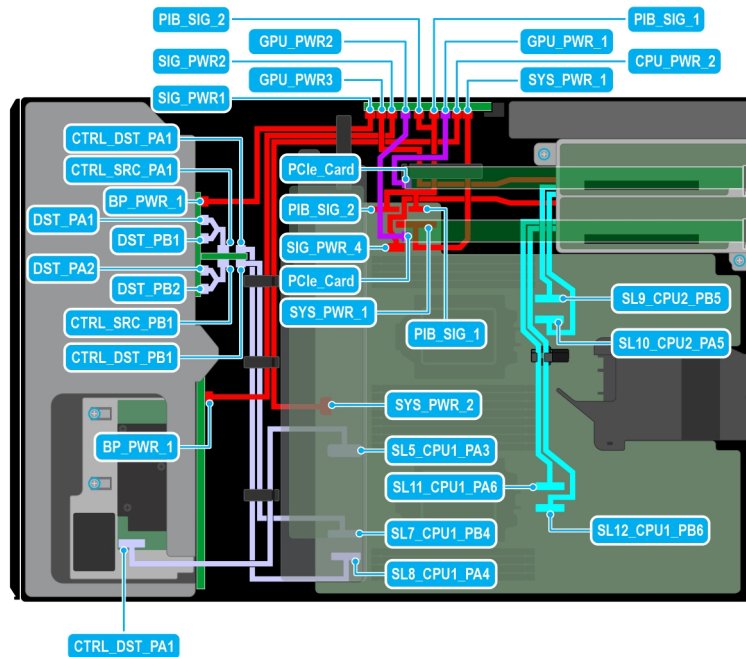 PIB_SIG_2
PIB_SIG_1
GPU_PWR2
GPU_PWR_1
SIG_PWR2
CPU_PWR_2
GPU_PWR3
SYS_PWR_1
SIG_PWR1
CTRL_DST_PA1
CTRL_SRC_PA1
PCIe_Card
BP_PWR_1
PIB_SIG_2
DST_PA1
DST_PB1
SIG_PWR_4
DST_PA2
PCIe_Card
DST_PB2
SL9_CPU2_PB5
SYS_PWR_1
CTRL_SRC_PB1
PIB_SIG_1
SL10_CPU2_PA5
CTRL_DST_PB1
SYS_PWR_2
BP_PWR_1
SL5_CPU1_PA3
SL11_CPU1_PA6
SL7_CPU1_PB4
SL12_CPU1_PB6
SL8_CPU1_PA4
CTRL_DST_PA1